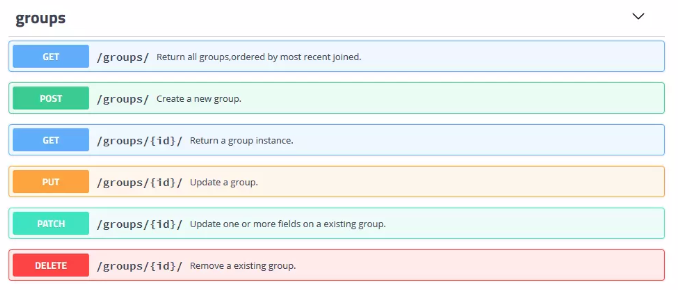 groups
GET /groups/ Return all groups,ordered by most recent joined.
POST /groups/ Create a new group.
GET /groups/{id}/ Return a group instance.
PUT /groups/{id}/ Update a group.
PATCH /groups/{id}/ Update one or more fields on a existing group.
DELETE /groups/{id}/ Remove a existing group.